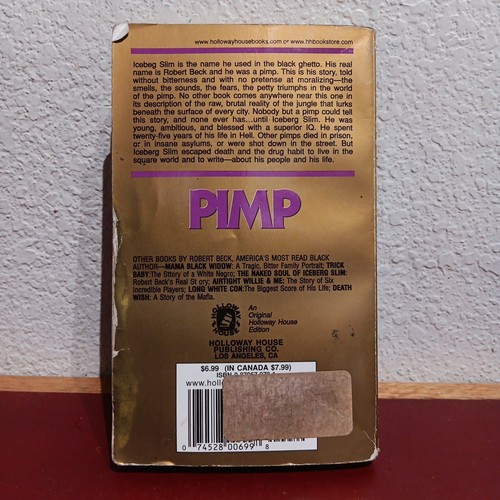 www.hollowayhousebooks.com or www.hhbookstore.com
Icebeg Slim is the name he used in the black ghetto. His real
name is Robert Beck and he was a pimp. This is his story, told
without bitterness and with no pretense at moralizing—the
smells, the sounds, the fears, the petty triumphs in the world
of the pimp. No other book comes anywhere near this one in
its description of the raw, brutal reality of the jungle that lurks
beneath the surface of every city. Nobody but a pimp could tell
this story, and none ever has...until Iceberg Slim. He was
young, ambitious, and blessed with a superior IQ. He spent
twenty-five years of his life in Hell. Other pimps died in prison,
or in insane asylums, or were shot down in the street. But
Iceberg Slim escaped death and the drug habit to live in the
square world and to write—about his people and his life.
PIMP
OTHER BOOKS BY ROBERT BECK, AMERICA'S MOST READ BLACK
AUTHOR—MAMA BLACK WIDOW: A Tragic, Bitter Family Portrait; TRICK
BABY:The Sttory of a White Negro; THE NAKED SOUL OF ICEBERG SLIM:
Robert Beck's Real St ory; AIRTIGHT WILLIE & ME: The Story of Six
Incredible Players; LONG WHITE CON:The Biggest Score of His Life; DEATH
WISH: A Story of the Mafia.
HOLLOWAY
HOUSE
An
Original
Holloway House
Edition
HOLLOWAY HOUSE
PUBLISHING CO.
LOS ANGELES, CA
$6.99 (IN CANADA $7.99)
ISBN
www.holl
0 74528 00699 8